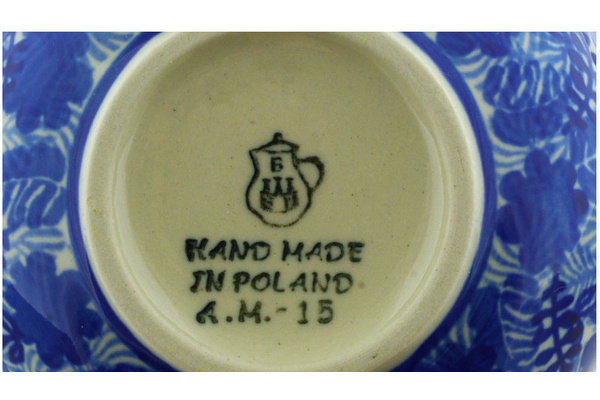 Б
HAND MADE
IN POLAND
A.M.-15